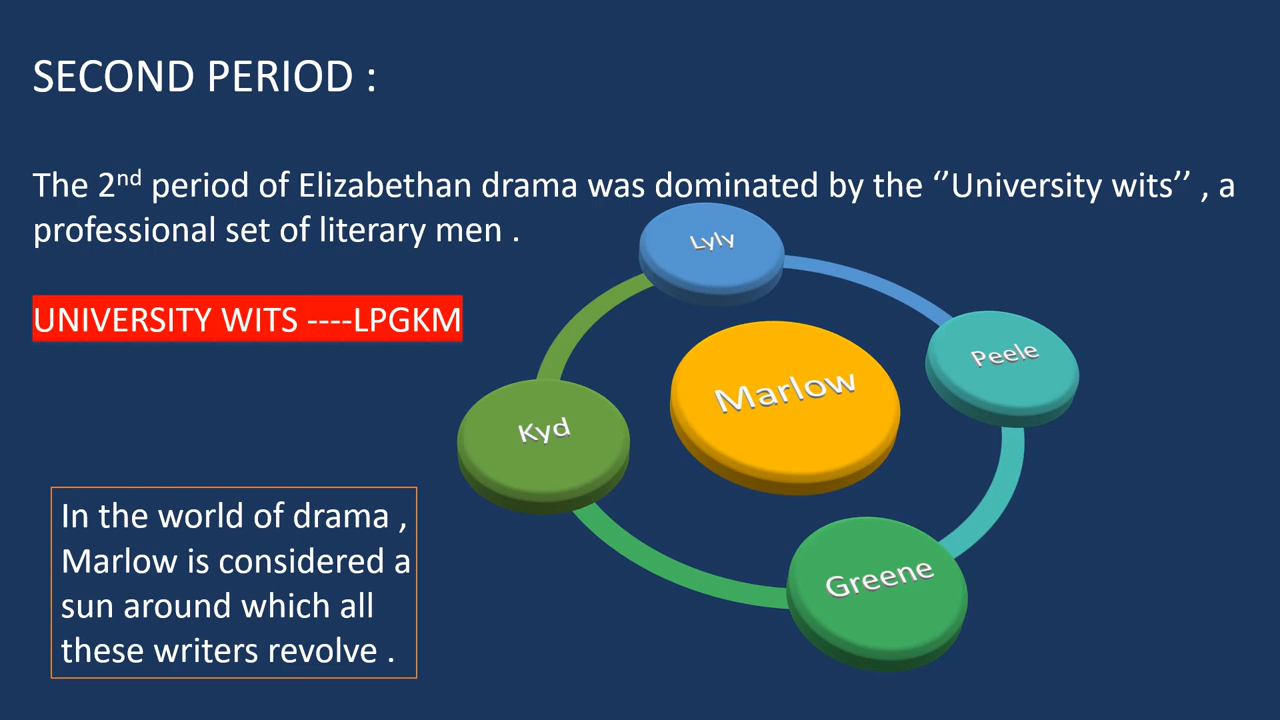 SECOND PERIOD :
The 2nd period of Elizabethan drama was dominated by the ‘’University wits’’ , a
professional set of literary men .
UNIVERSITY WITS ----LPGKM
Lyly
Peele
Marlow
Kyd
Greene
In the world of drama ,
Marlow is considered a
sun around which all
these writers revolve .